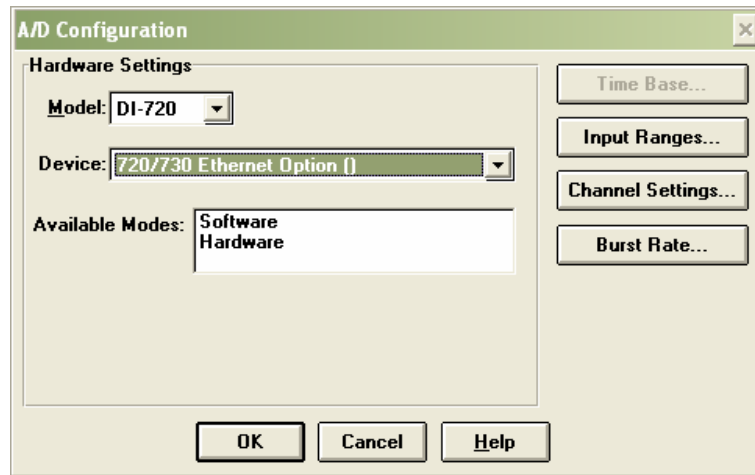 A/D Configuration
Hardware Settings
Model: DI-720
Device: 720/730 Ethernet Option ()
Available Modes: Software
Hardware
Time Base...
Input Ranges...
Channel Settings...
Burst Rate...
OK Cancel Help